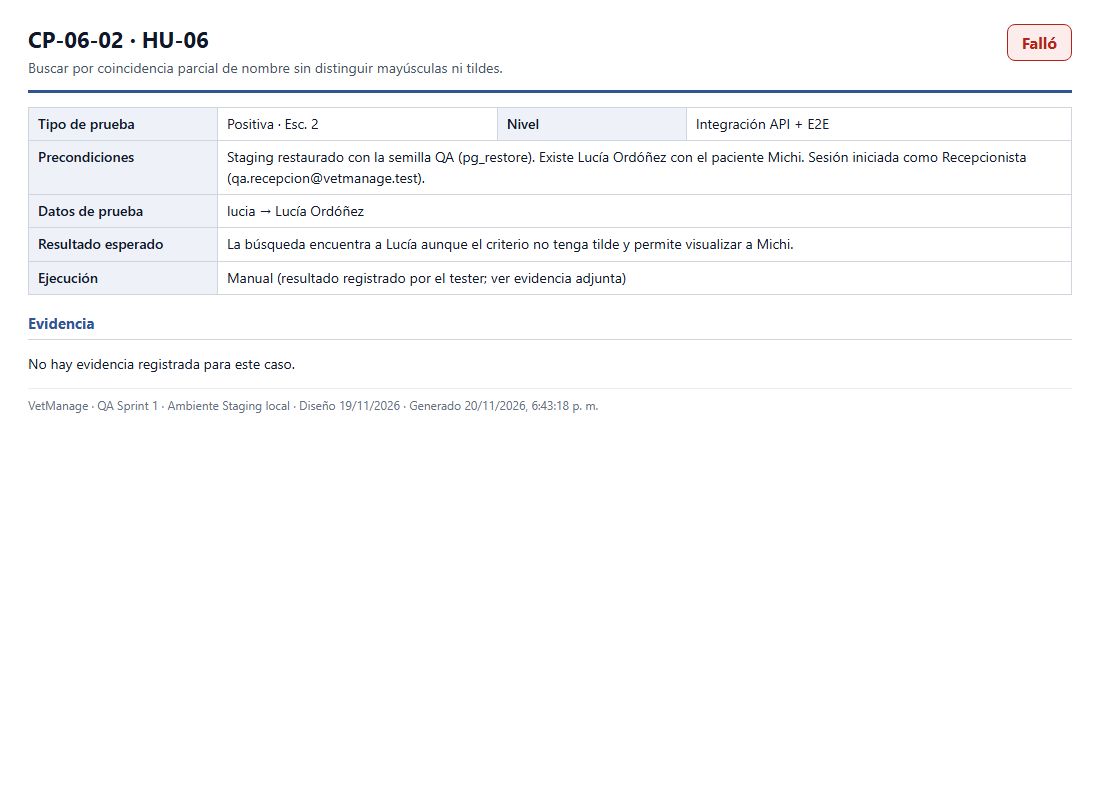 CP-06-02 · HU-06
Falló
Buscar por coincidencia parcial de nombre sin distinguir mayúsculas ni tildes.
Tipo de prueba
Positiva · Esc. 2
Nivel
Integración API + E2E
Precondiciones
Staging restaurado con la semilla QA (pg_restore). Existe Lucía Ordóñez con el paciente Michi. Sesión iniciada como Recepcionista
(qa.recepcion@vetmanage.test).
Datos de prueba
lucia → Lucía Ordóñez
Resultado esperado
La búsqueda encuentra a Lucía aunque el criterio no tenga tilde y permite visualizar a Michi.
Ejecución
Manual (resultado registrado por el tester; ver evidencia adjunta)
Evidencia
No hay evidencia registrada para este caso.
VetManage · QA Sprint 1 · Ambiente Staging local · Diseño 19/11/2026 · Generado 20/11/2026, 6:43:18 p. m.